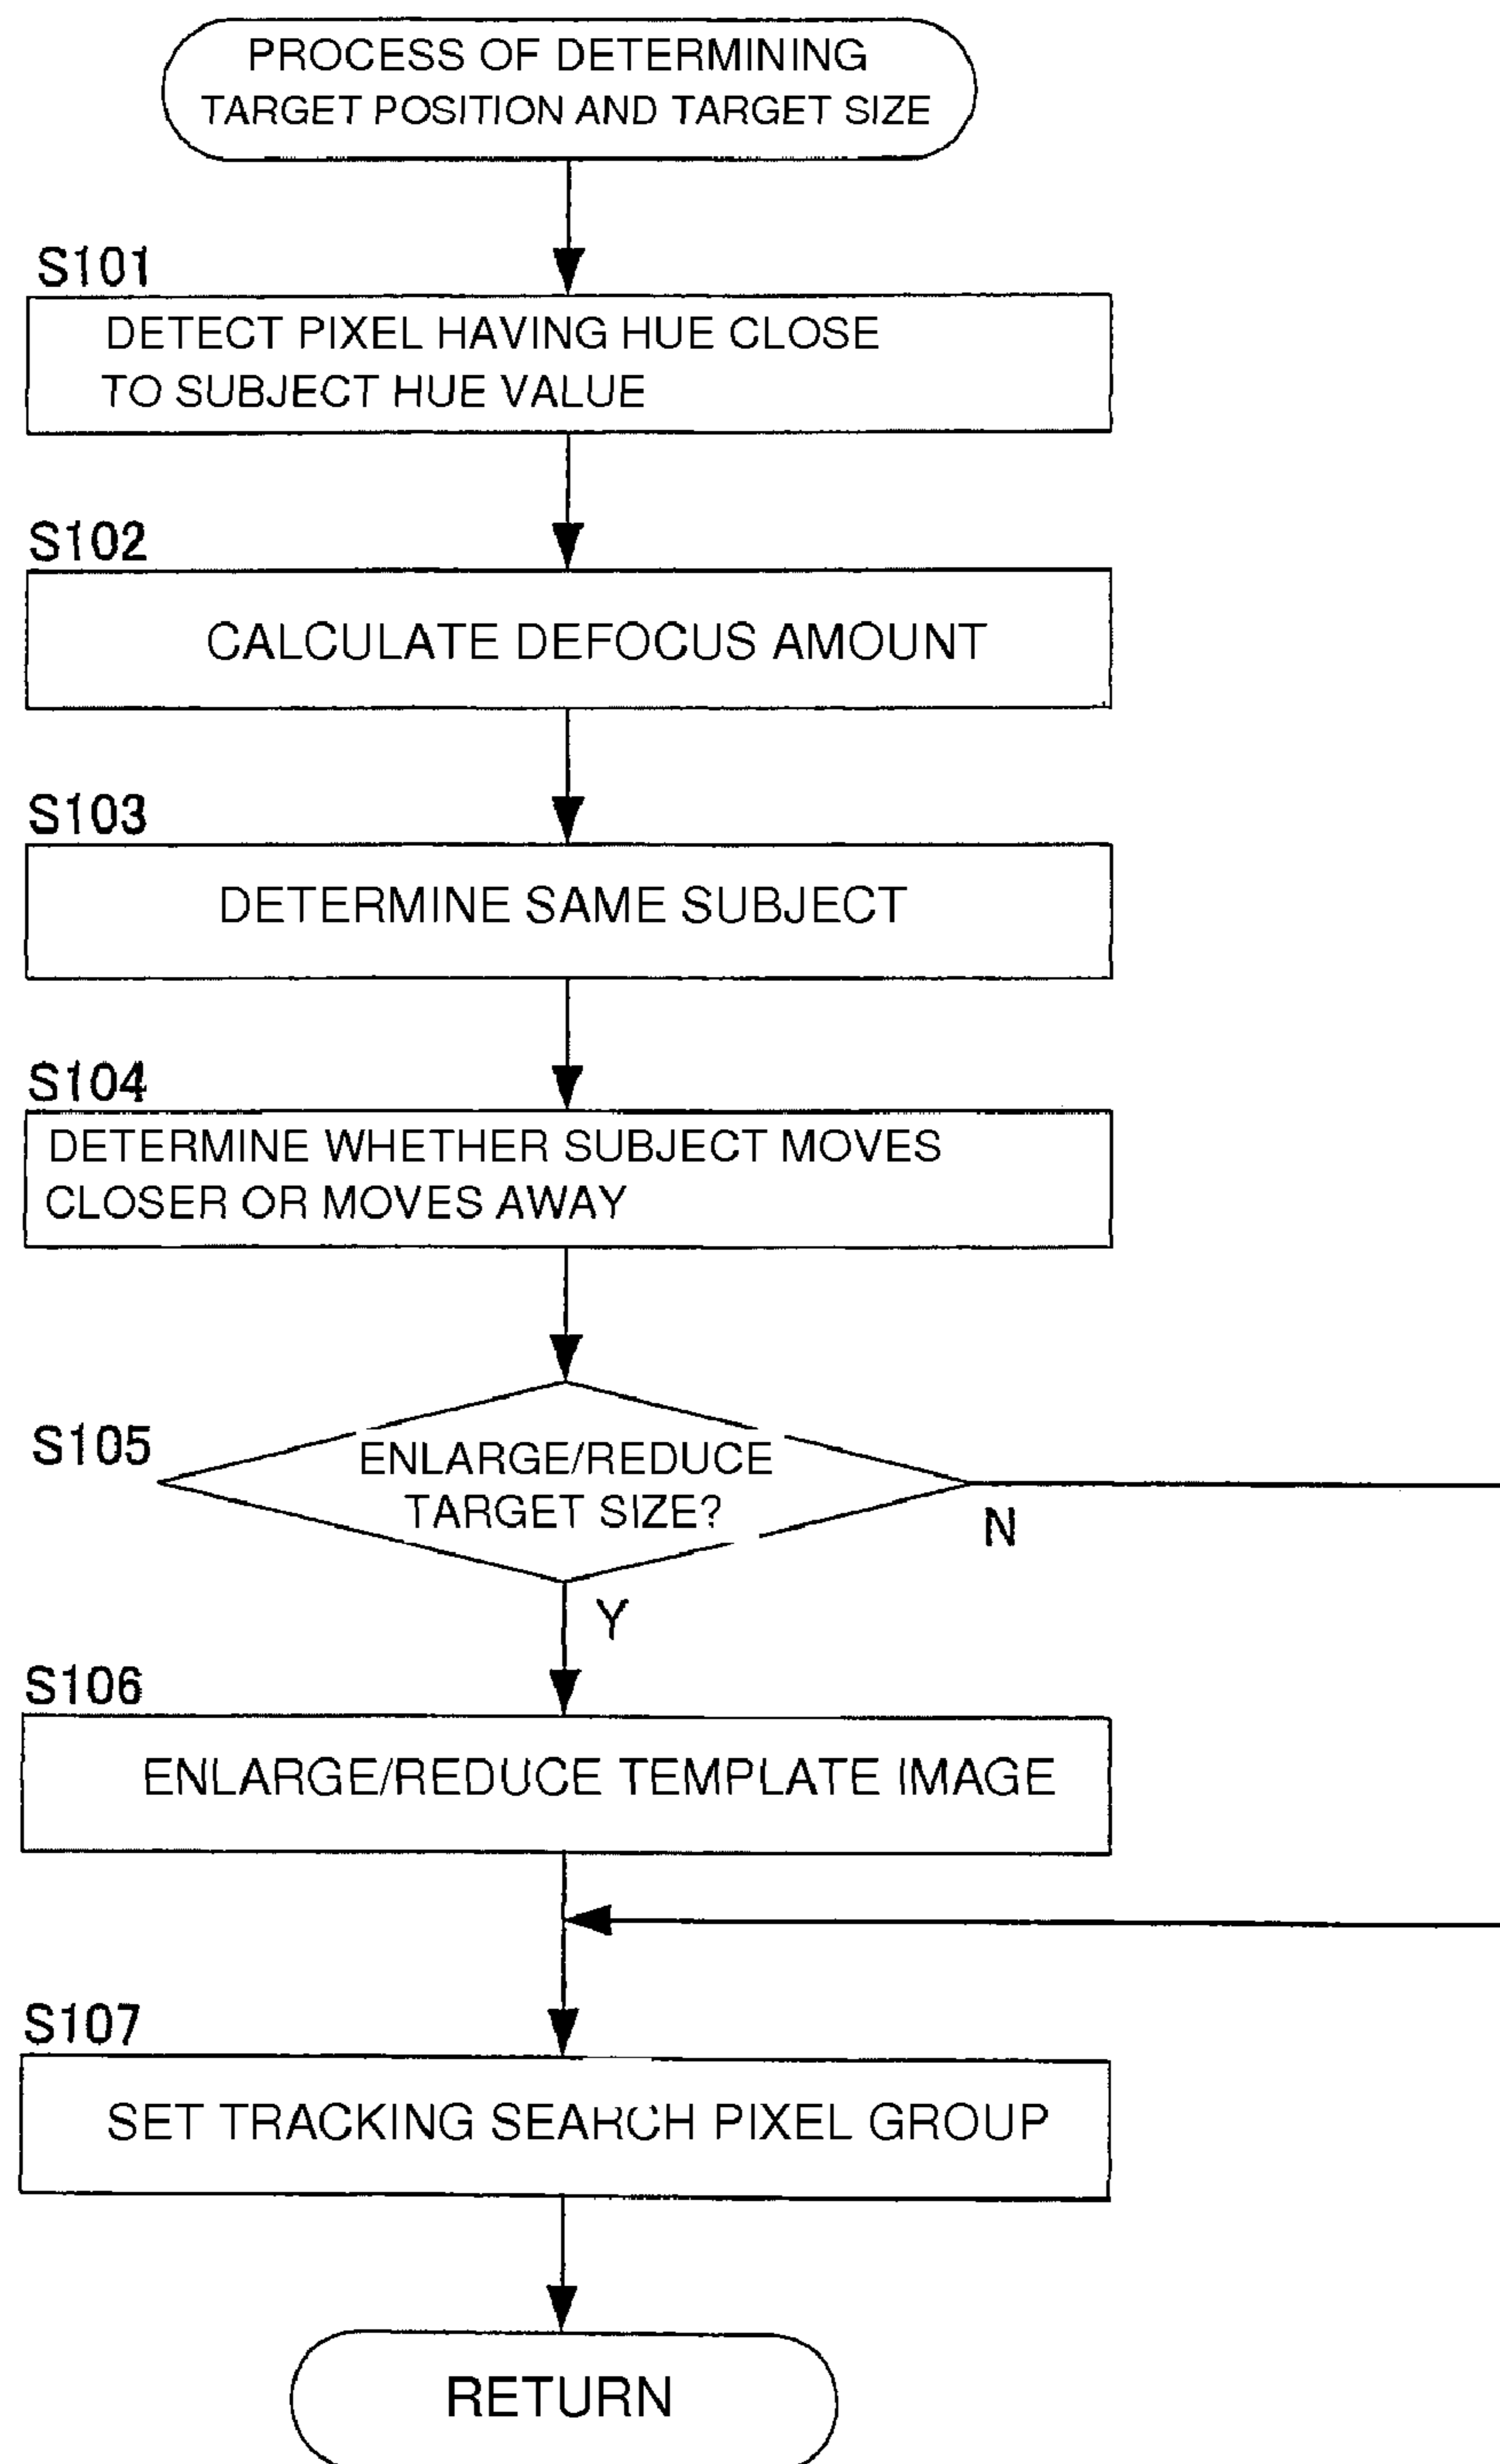 PROCESS OF DETERMINING
TARGET POSITION AND TARGET SIZE
S101
DETECT PIXEL HAVING HUE CLOSE
TO SUBJECT HUE VALUE
S102
CALCULATE DEFOCUS AMOUNT
S103
DETERMINE SAME SUBJECT
S104
DETERMINE WHETHER SUBJECT MOVES
CLOSER OR MOVES AWAY
S105
ENLARGE/REDUCE
TARGET SIZE?
N
Y
S106
ENLARGE/REDUCE TEMPLATE IMAGE
S107
SET TRACKING SEARCH PIXEL GROUP
RETURN